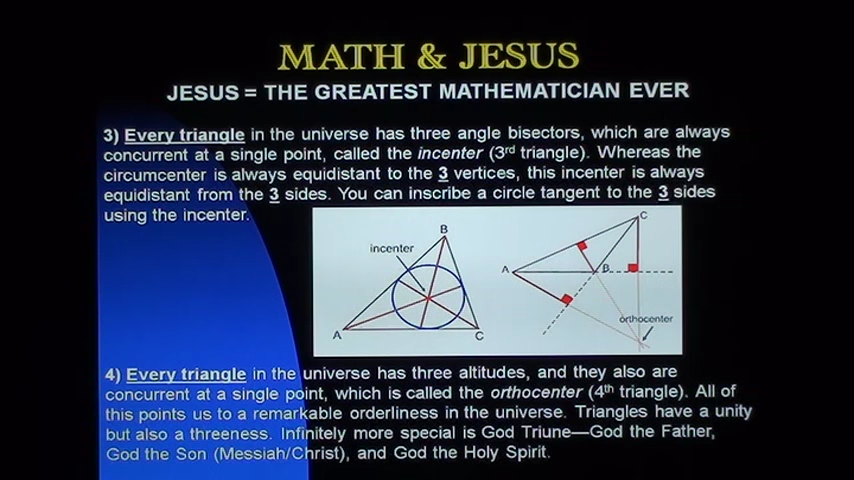 MATH & JESUS
JESUS = THE GREATEST MATHEMATICIAN EVER
3) Every triangle in the universe has three angle bisectors, which are always
concurrent at a single point, called the incenter (3rd triangle). Whereas the
circumcenter is always equidistant to the 3 vertices, this incenter is always
equidistant from the 3 sides. You can inscribe a circle tangent to the 3 sides
using the incenter.
B
incenter
A
C
C
A
B
orthocenter
4) Every triangle in the universe has three altitudes, and they also are
concurrent at a single point, which is called the orthocenter (4th triangle). All of
this points us to a remarkable orderliness in the universe. Triangles have a unity
but also a threeness. Infinitely more special is God Triune—God the Father,
God the Son (Messiah/Christ), and God the Holy Spirit.